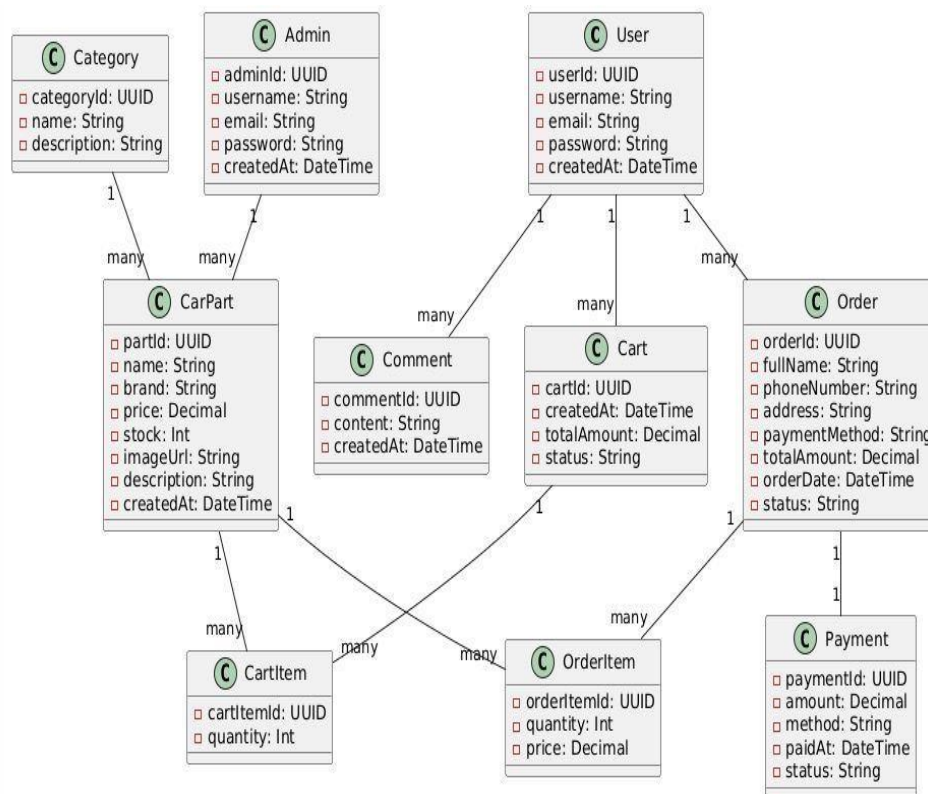 C Category
categoryId: UUID
name: String
description: String
C Admin
adminId: UUID
username: String
email: String
password: String
createdAt: DateTime
C User
userId: UUID
username: String
email: String
password: String
createdAt: DateTime
1
1
1
1
1
many
many
many
many
many
C CarPart
partId: UUID
name: String
brand: String
price: Decimal
stock: Int
imageUrl: String
description: String
createdAt: DateTime
C Comment
commentId: UUID
content: String
createdAt: DateTime
C Cart
cartId: UUID
createdAt: DateTime
totalAmount: Decimal
status: String
C Order
orderId: UUID
fullName: String
phoneNumber: String
address: String
paymentMethod: String
totalAmount: Decimal
orderDate: DateTime
status: String
1
1
1
1
1
many
many
many
many
1
C CartItem
cartItemId: UUID
quantity: Int
C OrderItem
orderItemId: UUID
quantity: Int
price: Decimal
C Payment
paymentId: UUID
amount: Decimal
method: String
paidAt: DateTime
status: String